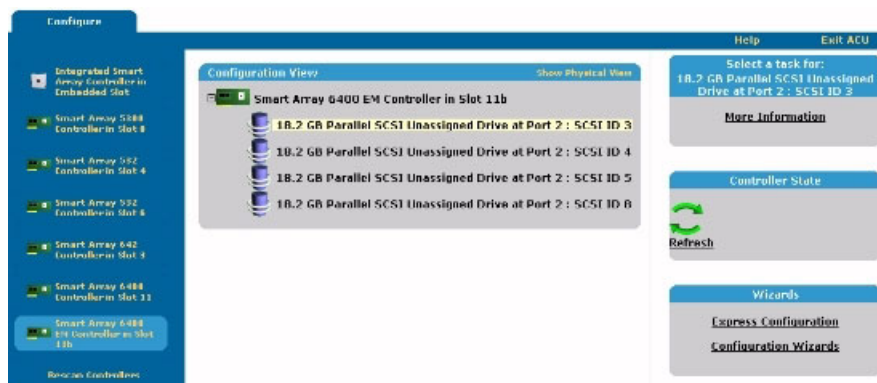 Configure
Help
Exit ACU
Integrated Smart
Array Controller in
Embedded Slot
Smart Array 5300
Controller in Slot 8
Smart Array 532
Controller in Slot 4
Smart Array 532
Controller in Slot 6
Smart Array 642
Controller in Slot 3
Smart Array 6400
Controller in Slot 11
Smart Array 6400
EM Controller in Slot
11b
Rescan Controllers
Configuration View
Show Physical View
Smart Array 6400 EM Controller in Slot 11b
18.2 GB Parallel SCSI Unassigned Drive at Port 2 : SCSI ID 3
18.2 GB Parallel SCSI Unassigned Drive at Port 2 : SCSI ID 4
18.2 GB Parallel SCSI Unassigned Drive at Port 2 : SCSI ID 5
18.2 GB Parallel SCSI Unassigned Drive at Port 2 : SCSI ID 8
Select a task for:
18.2 GB Parallel SCSI Unassigned
Drive at Port 2 : SCSI ID 3
More Information
Controller State
Refresh
Wizards
Express Configuration
Configuration Wizards